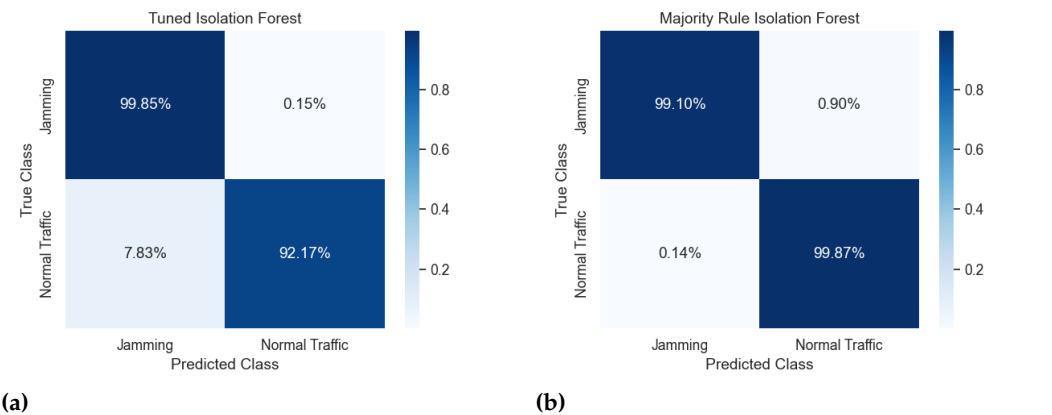 Tuned Isolation Forest
True Class
Jamming
Normal Traffic
99.85%
0.15%
7.83%
92.17%
0.8
0.6
0.4
0.2
Jamming
Normal Traffic
Predicted Class
(a)
Majority Rule Isolation Forest
True Class
Jamming
Normal Traffic
99.10%
0.90%
0.14%
99.87%
0.8
0.6
0.4
0.2
Jamming
Normal Traffic
Predicted Class
(b)